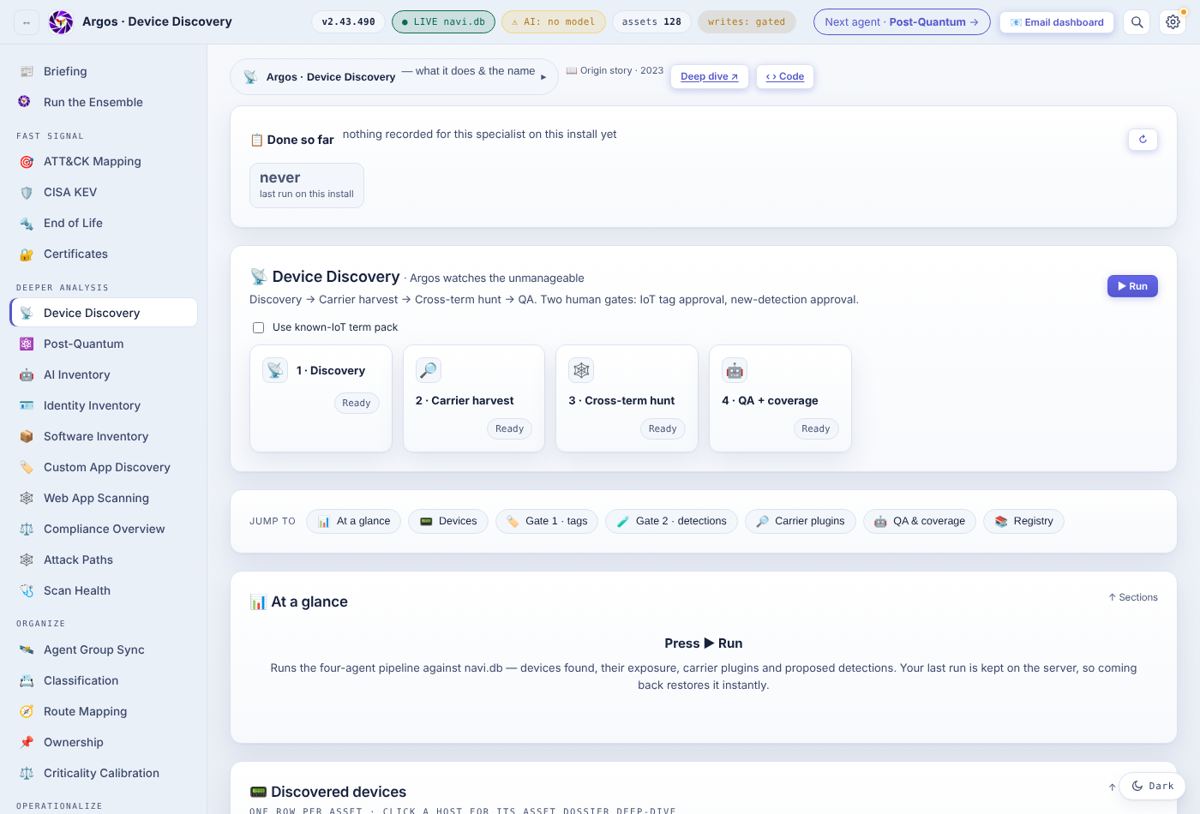 Argos · Device Discovery
v2.43.490
● LIVE navi.db
⚠ AI: no model
assets 128
writes: gated
Next agent · Post-Quantum →
📧 Email dashboard
📰 Briefing
Run the Ensemble
FAST SIGNAL
🎯 ATT&CK Mapping
🛡️ CISA KEV
🔩 End of Life
🔐 Certificates
DEEPER ANALYSIS
📡 Device Discovery
⚛️ Post-Quantum
🤖 AI Inventory
🪪 Identity Inventory
📦 Software Inventory
🏷️ Custom App Discovery
🕸️ Web App Scanning
⚖️ Compliance Overview
🕸️ Attack Paths
🩺 Scan Health
ORGANIZE
🛰️ Agent Group Sync
📇 Classification
🧭 Route Mapping
📌 Ownership
⚖️ Criticality Calibration
OPERATIONALIZE
📡 Argos · Device Discovery — what it does & the name ▸
📖 Origin story · 2023
Deep dive ↗
‹ › Code
📋 Done so far nothing recorded for this specialist on this install yet
↻
never
last run on this install
📡 Device Discovery · Argos watches the unmanageable
▶ Run
Discovery → Carrier harvest → Cross-term hunt → QA. Two human gates: IoT tag approval, new-detection approval.
Use known-IoT term pack
📡 1 · Discovery
Ready
🔎 2 · Carrier harvest
Ready
🕸️ 3 · Cross-term hunt
Ready
🤖 4 · QA + coverage
Ready
JUMP TO
📊 At a glance
📟 Devices
🏷️ Gate 1 · tags
🧪 Gate 2 · detections
🔎 Carrier plugins
🤖 QA & coverage
📚 Registry
📊 At a glance
↑ Sections
Press ▶ Run
Runs the four-agent pipeline against navi.db — devices found, their exposure, carrier plugins and proposed detections. Your last run is kept on the server, so coming
back restores it instantly.
📟 Discovered devices
↑
Dark
ONE ROW PER ASSET · CLICK A HOST FOR ITS ASSET DOSSIER DEEP-DIVE